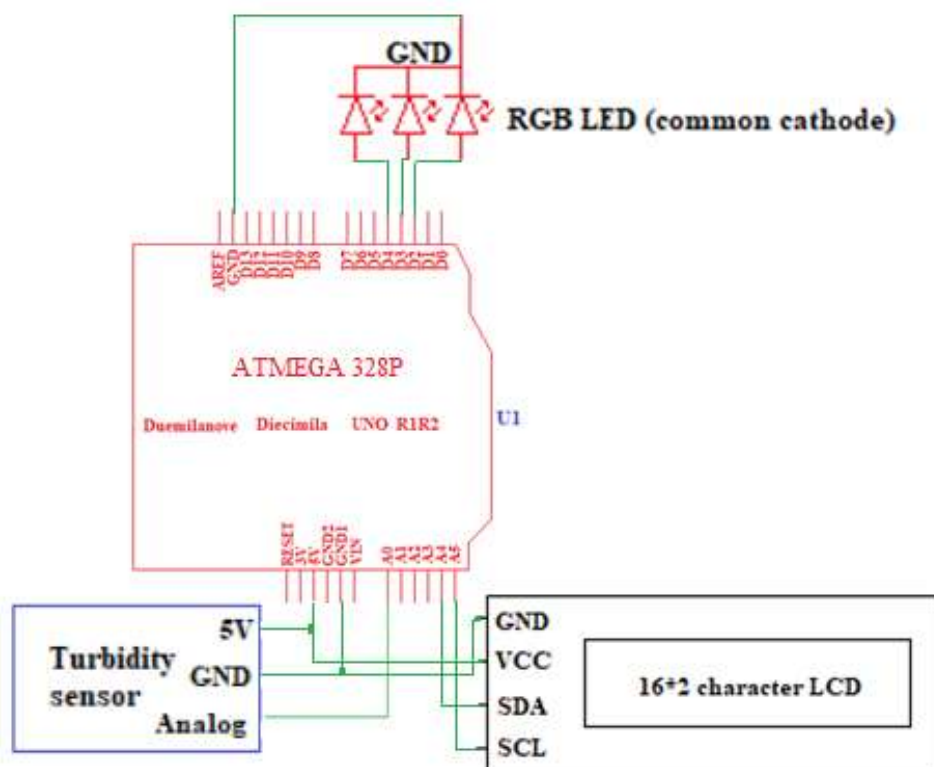 GND
RGB LED (common cathode)
AREF
GND
D13
D12
D11
D10
D9
D8
D7
D6
D5
D4
D3
D2
D1
D0
ATMEGA 328P
Duemilanove Diecimila UNO R1R2
U1
RESET
3V
5V
GND2
GND1
VIN
A0
A1
A2
A3
A4
A5
Turbidity
sensor
5V
GND
Analog
GND
VCC
SDA
SCL
16*2 character LCD